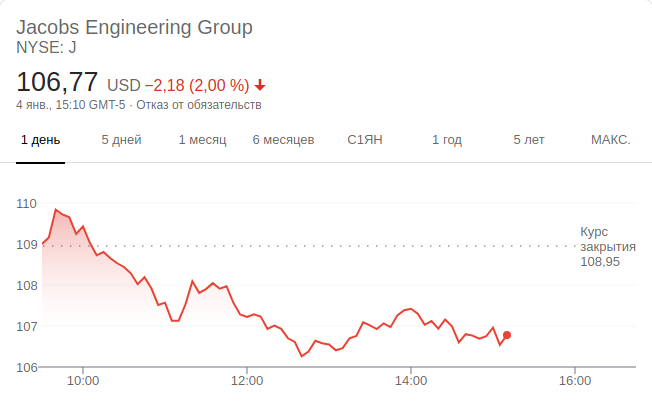 Jacobs Engineering Group
NYSE: J
106,77 USD −2,18 (2,00 %)
4 янв., 15:10 GMT-5 · Отказ от обязательств
1 день 5 дней 1 месяц 6 месяцев С1ЯН 1 год 5 лет МАКС.
110
109
108
107
106
Курс
закрытия
108,95
10:00 12:00 14:00 16:00